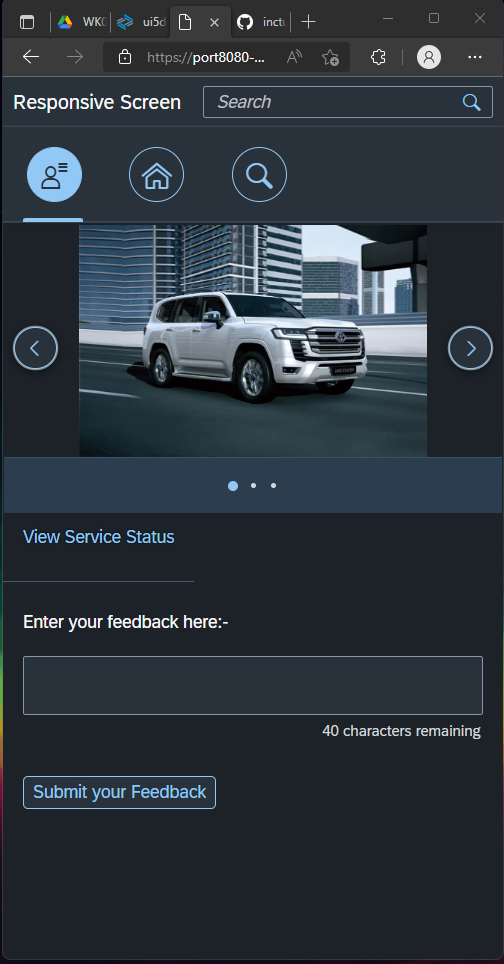 WK
ui5d
inctu
https://port8080-...
Responsive Screen
Search
View Service Status
Enter your feedback here:-
40 characters remaining
Submit your Feedback